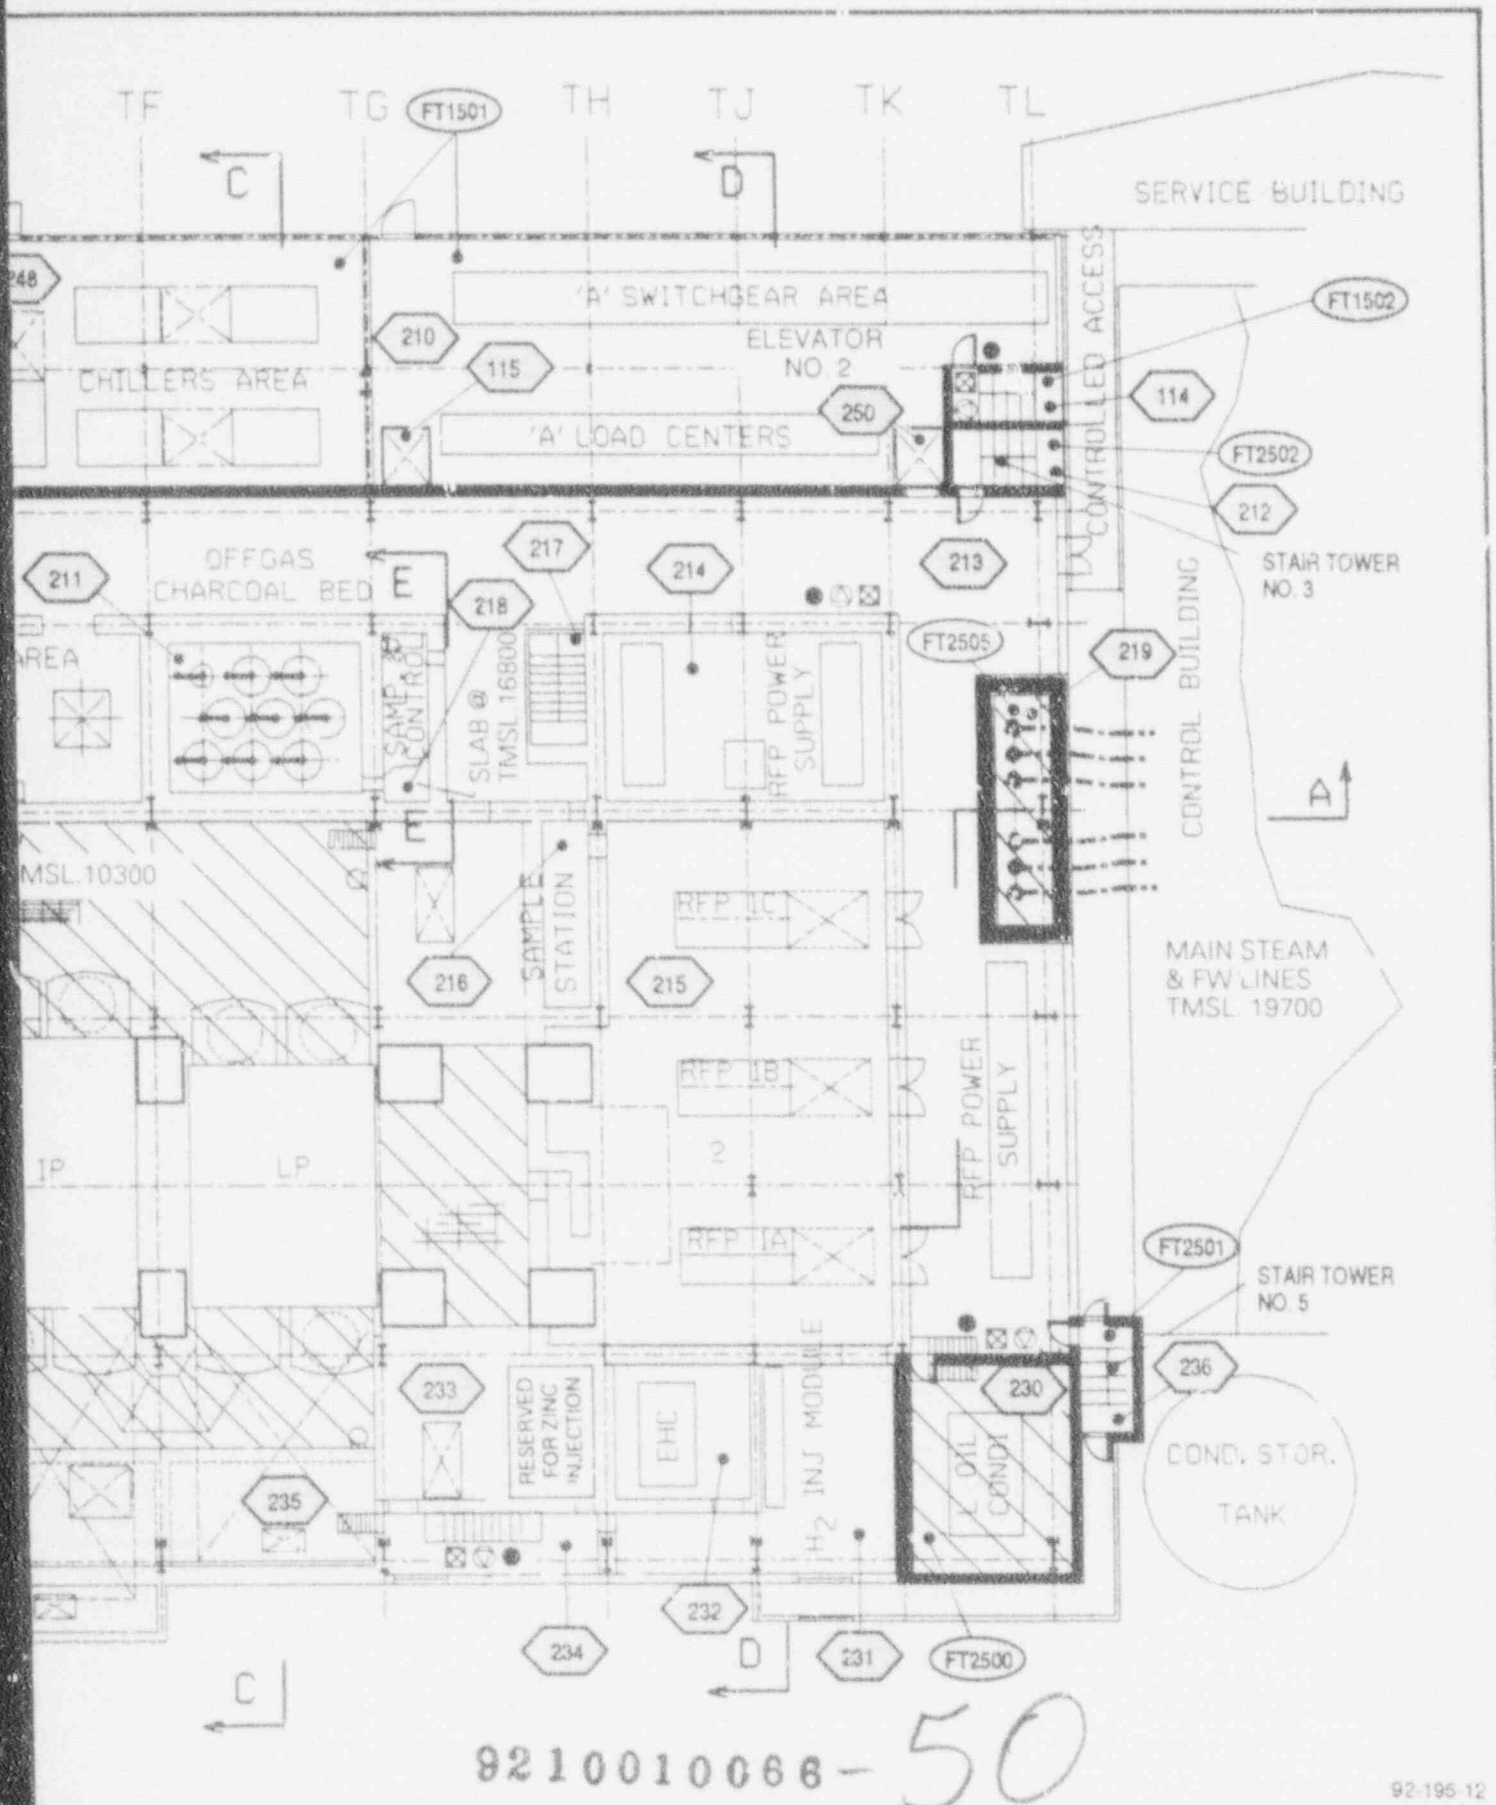 TF
TG
FT1501
TH
TJ
TK
TL
C
D
SERVICE BUILDING
248
'A' SWITCHGEAR AREA
CONTROLLED ACCESS
FT1502
210
ELEVATOR
NO. 2
115
CHILLERS AREA
250
114
'A' LOAD CENTERS
FT2502
212
OFFGAS
CHARCOAL BED
211
E
217
214
213
STAIR TOWER
NO. 3
218
FT2505
219
AREA
SAMP &
CONTROL
SLAB @
TMSL 16800
RFP POWER
SUPPLY
CONTROL BUILDING
A
E
MSL.10300
SAMPLE
STATION
RFP 1C
216
215
MAIN STEAM
& FW LINES
TMSL. 19700
RFP 1B
RFP POWER
SUPPLY
IP
LP
2
RFP 1A
FT2501
STAIR TOWER
NO. 5
233
RESERVED
FOR ZINC
INJECTION
EHC
H2 INJ MODULE
230
236
L OIL
CONDI
COND. STOR.
TANK
235
232
234
D
231
FT2500
C
9210010066- 50
92-195-12